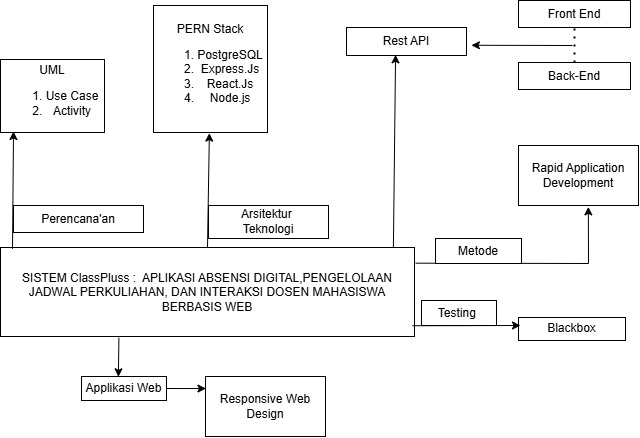 Front End
PERN Stack
1. PostgreSQL
2. Express.Js
3. React.Js
4. Node.js
Rest API
Back-End
UML
1. Use Case
2. Activity
Rapid Application
Development
Perencana'an
Arsitektur
Teknologi
Metode
SISTEM ClassPluss : APLIKASI ABSENSI DIGITAL,PENGELOLAAN
JADWAL PERKULIAHAN, DAN INTERAKSI DOSEN MAHASISWA
BERBASIS WEB
Testing
Blackbox
Applikasi Web
Responsive Web
Design